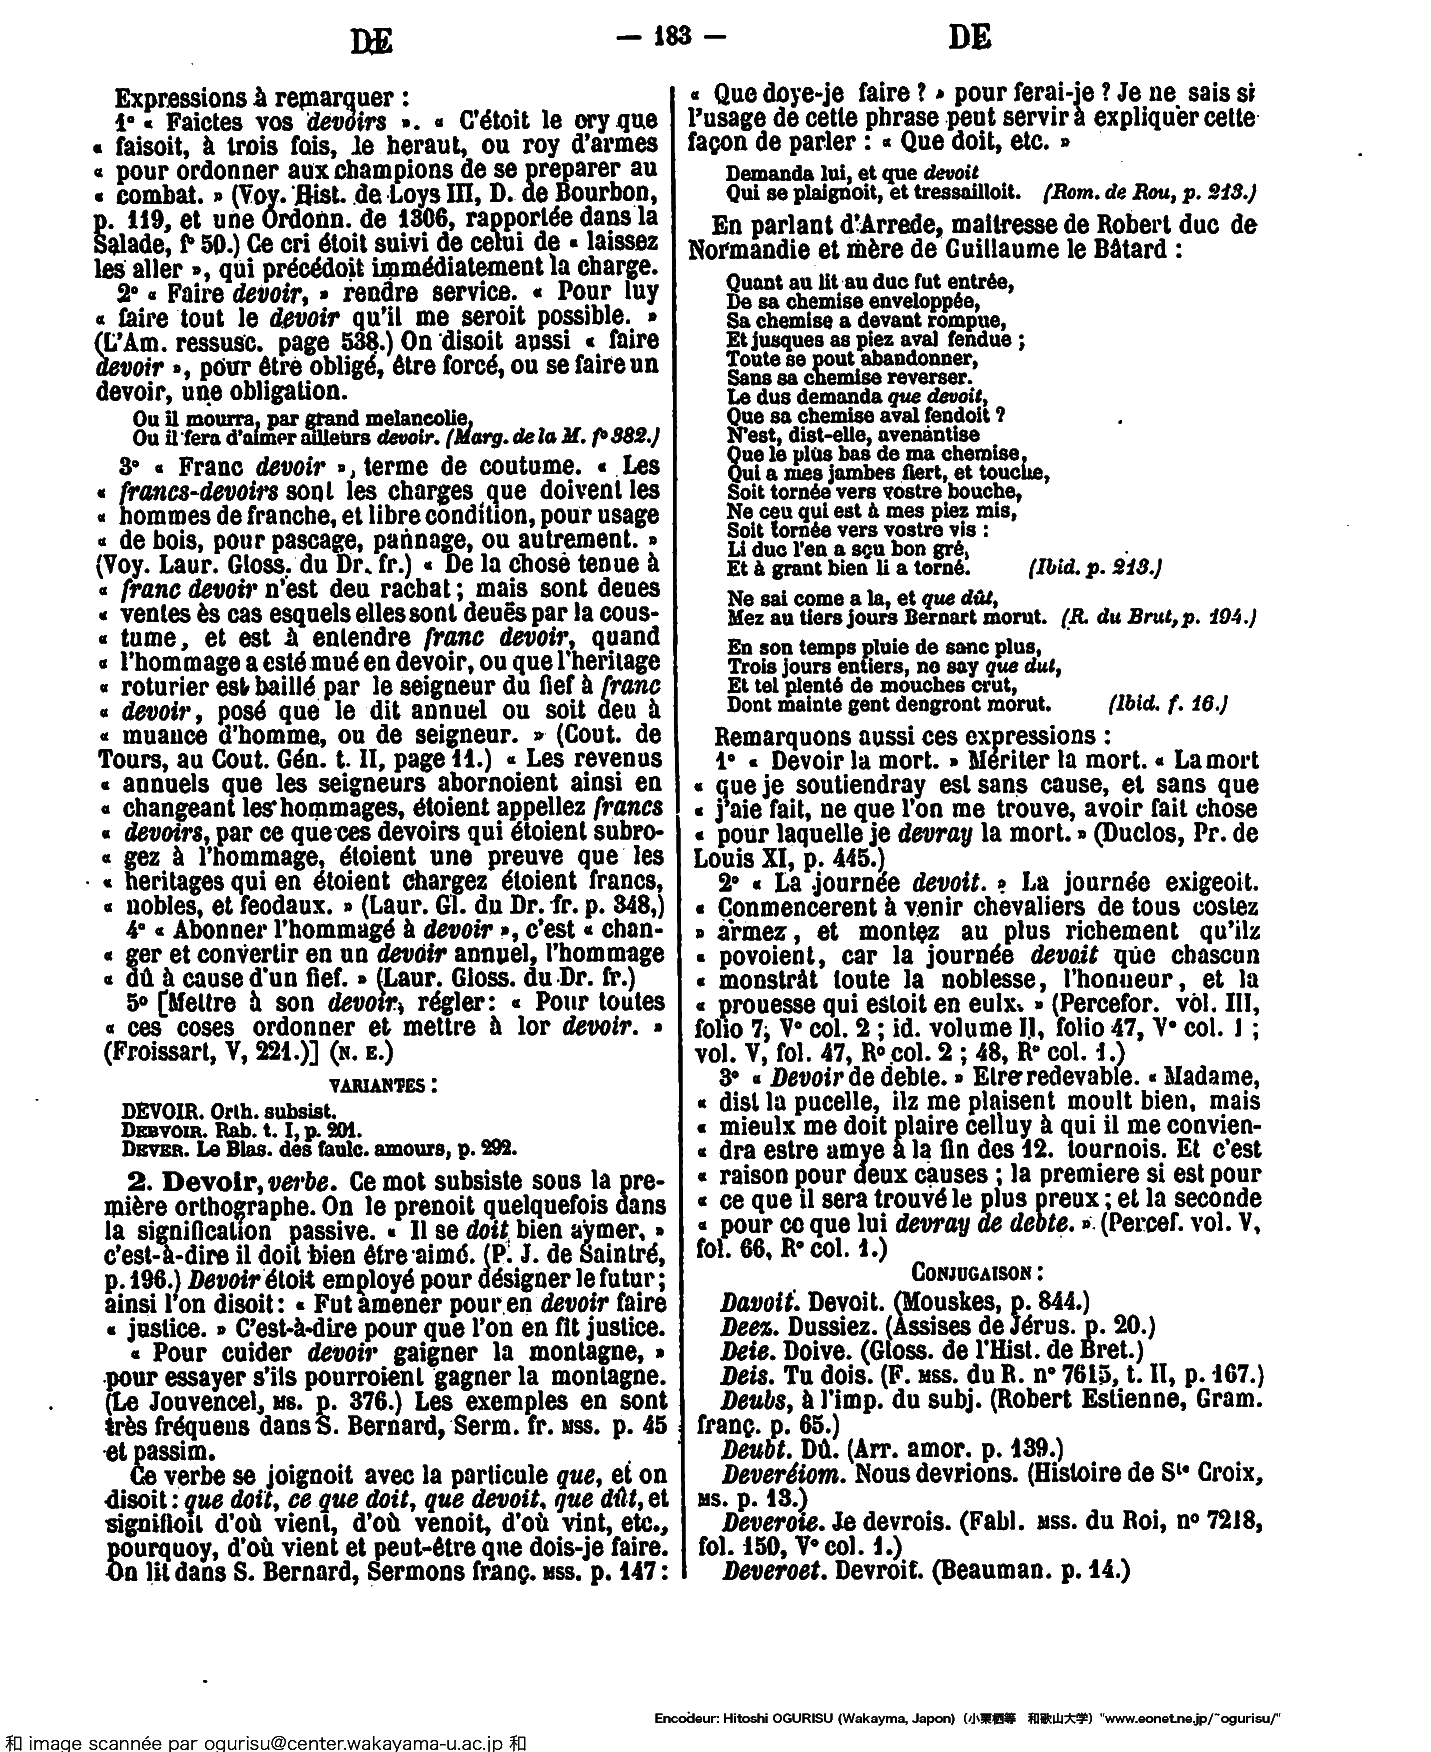 DE — 183 — DE
Expressions à remarquer :
1º « Faictes vos devoirs ». « C'étoit le cry que
« faisoit, à trois fois, le heraut, ou roy d'armes
« pour ordonner aux champions de se preparer au
« combat. » (Voy. Hist. de Loys III, D. de Bourbon,
p. 119, et une Ordonn. de 1306, rapportée dans la
Salade, fº 50.) Ce cri étoit suivi de celui de « laissez
les aller », qui précédoit immédiatement la charge.
2º « Faire devoir, » rendre service. « Pour luy
« faire tout le devoir qu'il me seroit possible. »
(L'Am. ressusc. page 538.) On disoit aussi « faire
devoir », pour être obligé, être forcé, ou se faire un
devoir, une obligation.
Ou il mourra, par grand melancolie,
Ou il fera d'aimer ailleurs devoir. (Marg. de la M. fº 382.)
3º « Franc devoir », terme de coutume. « Les
« francs-devoirs sont les charges que doivent les
« hommes de franche, et libre condition, pour usage
« de bois, pour pascage, pannage, ou autrement. »
(Voy. Laur. Gloss. du Dr. fr.) « De la chose tenue à
« franc devoir n'est deu rachat ; mais sont deues
« ventes ès cas esquels elles sont deuës par la cous-
« tume, et est à entendre franc devoir, quand
« l'hommage a esté mué en devoir, ou que l'heritage
« roturier est baillé par le seigneur du fief à franc
« devoir, posé que le dit annuel ou soit deu à
« muance d'homme, ou de seigneur. » (Cout. de
Tours, au Cout. Gén. t. II, page 11.) « Les revenus
« annuels que les seigneurs abornoient ainsi en
« changeant les hommages, étoient appellez francs
« devoirs, par ce que ces devoirs qui étoient subro-
« gez à l'hommage, étoient une preuve que les
« heritages qui en étoient chargez étoient francs,
« nobles, et feodaux. » (Laur. Gl. du Dr. fr. p. 348,)
4º « Abonner l'hommage à devoir », c'est « chan-
« ger et convertir en un devoir annuel, l'hommage
« dû à cause d'un fief. » (Laur. Gloss. du Dr. fr.)
5º [Mettre à son devoir, régler : « Pour toutes
« ces coses ordonner et mettre à lor devoir. »
(Froissart, V, 221.)] (N. E.)
VARIANTES :
DEVOIR. Orth. subsist.
DEBVOIR. Rab. t. I, p. 201.
DEVER. Le Blas. des faulc. amours, p. 292.
2. Devoir, verbe. Ce mot subsiste sous la pre-
mière orthographe. On le prenoit quelquefois dans
la signification passive. « Il se doit bien aymer, »
c'est-à-dire il doit bien être aimé. (P. J. de Saintré,
p. 196.) Devoir étoit employé pour désigner le futur ;
ainsi l'on disoit : « Fut amener pour en devoir faire
« justice. » C'est-à-dire pour que l'on en fit justice.
« Pour cuider devoir gaigner la montagne, »
pour essayer s'ils pourroient gagner la montagne.
(Le Jouvencel, MS. p. 376.) Les exemples en sont
très fréquens dans S. Bernard, Serm. fr. MSS. p. 45
et passim.
Ce verbe se joignoit avec la particule que, et on
disoit : que doit, ce que doit, que devoit, que dût, et
signifioit d'où vient, d'où venoit, d'où vint, etc.,
pourquoy, d'où vient et peut-être que dois-je faire.
On lit dans S. Bernard, Sermons franç. MSS. p. 147 :
« Que doye-je faire ? » pour ferai-je ? Je ne sais si
l'usage de cette phrase peut servir à expliquer cette
façon de parler : « Que doit, etc. »
Demanda lui, et que devoit
Qui se plaignoit, et tressailloit. (Rom. de Rou, p. 213.)
En parlant d'Arrede, maitresse de Robert duc de
Normandie et mère de Guillaume le Bâtard :
Quant au lit au duc fut entrée,
De sa chemise enveloppée,
Sa chemise a devant rompue,
Et jusques as piez aval fendue ;
Toute se pout abandonner,
Sans sa chemise reverser.
Le dus demanda que devoit,
Que sa chemise aval fendoit ?
N'est, dist-elle, avenantise
Que le plùs bas de ma chemise,
Qui a mes jambes fiert, et touche,
Soit tornée vers vostre bouche,
Ne ceu qui est à mes piez mis,
Soit tornée vers vostre vis :
Li duc l'en a sçu bon gré,
Et à grant bien li a torné. (Ibid. p. 213.)
Ne sai come a la, et que dût,
Mez au tiers jours Bernart morut. (R. du Brut, p. 194.)
En son temps pluie de sanc plus,
Trois jours entiers, ne say que dut,
Et tel plenté de mouches crut,
Dont mainte gent dengront morut. (Ibid. f. 16.)
Remarquons aussi ces expressions :
1º « Devoir la mort. » Mériter la mort. « La mort
« que je soutiendray est sans cause, et sans que
« j'aie fait, ne que l'on me trouve, avoir fait chose
« pour laquelle je devray la mort. » (Duclos, Pr. de
Louis XI, p. 445.)
2º « La journée devoit. » La journée exigeoit.
« Conmencerent à venir chevaliers de tous costez
» armez, et montez au plus richement qu'ilz
« povoient, car la journée devoit que chascun
« monstrât toute la noblesse, l'honneur, et la
« prouesse qui estoit en eulx. » (Percefor. vol. III,
folio 7, Vº col. 2 ; id. volume II, folio 47, Vº col. 1 ;
vol. V, fol. 47, Rº col. 2 ; 48, Rº col. 1.)
3º « Devoir de debte. » Etre redevable. « Madame,
« dist la pucelle, ilz me plaisent moult bien, mais
« mieulx me doit plaire celluy à qui il me convien-
« dra estre amye à la fin des 12. tournois. Et c'est
« raison pour deux causes ; la premiere si est pour
« ce que il sera trouvé le plus preux ; et la seconde
« pour ce que lui devray de debte. » (Percef. vol. V,
fol. 66, Rº col. 1.)
CONJUGAISON :
Davoit. Devoit. (Mouskes, p. 844.)
Deez. Dussiez. (Assises de Jérus. p. 20.)
Deie. Doive. (Gloss. de l'Hist. de Bret.)
Deis. Tu dois. (F. MSS. du R. nº 7615, t. II, p. 167.)
Deubs, à l'imp. du subj. (Robert Estienne, Gram.
franç. p. 65.)
Deubt. Dû. (Arr. amor. p. 139.)
Deveréiom. Nous devrions. (Histoire de Ste Croix,
MS. p. 13.)
Deveroie. Je devrois. (Fabl. MSS. du Roi, nº 7218,
fol. 150, Vº col. 1.)
Deveroet. Devroit. (Beauman. p. 14.)
Encodeur: Hitoshi OGURISU (Wakayma, Japon) (小栗栖等 和歌山大学) "www.eonet.ne.jp/~ogurisu/"
和 image scannée par ogurisu@center.wakayama-u.ac.jp 和